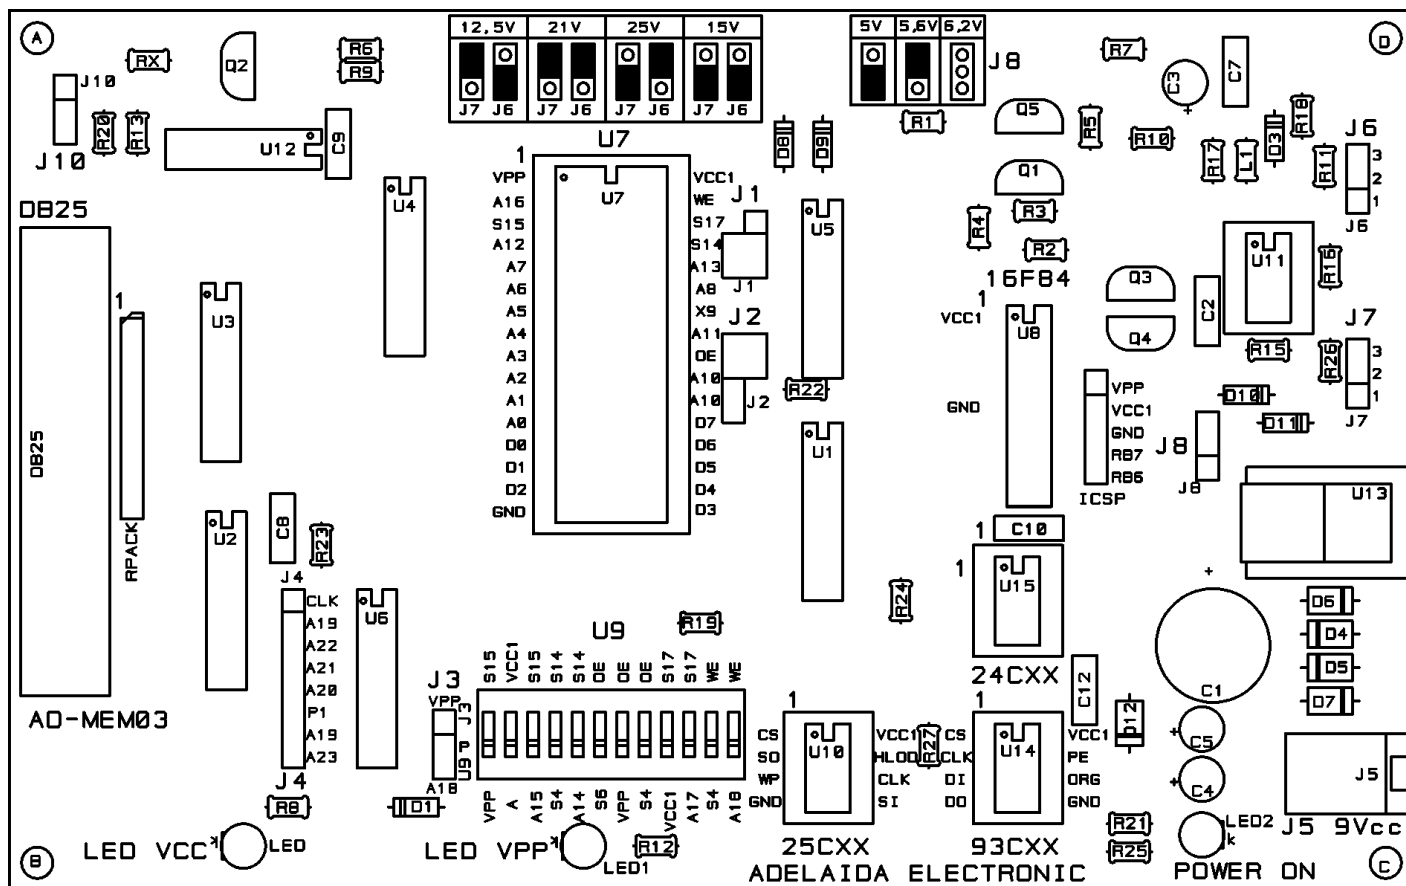 A
D
12,5V 21V 25V 15V
J7 J6 J7 J6 J7 J6 J7 J6
5V 5,6V 6,2V
J8
RX
Q2
R6
R9
J10
J10
R20
R13
U12
C9
R7
C3
+
C7
R1
Q5
R5
R10
R17
L1
D3
R18
R11
J6
3
2
1
J6
D8
D9
U7
1
U7
VPP
A16
S15
A12
A7
A6
A5
A4
A3
A2
A1
A0
D0
D1
D2
GND
VCC1
WE
S17
S14
A13
A8
X9
A11
OE
A10
A10
D7
D6
D5
D4
D3
J1
J1
J2
J2
U4
U5
R22
U1
Q1
R3
R4
R2
16F84
1
VCC1
U8
GND
Q3
Q4
C2
U11
R16
R15
R26
J7
3
2
1
J7
D10
D11
VPP
VCC1
GND
RB7
RB6
ICSP
J8
J8
U13
DB25
DB25
1
RPACK
U3
U2
C8
R23
AD-MEM03
J4
CLK
A19
A22
A21
A20
P1
A19
A23
J4
U6
R8
D1
J3
VPP
J3
U9 P
A18
U9
R19
S15 VCC1 S15 S14 S14 OE OE OE S17 S17 WE WE
VPP A A15 S4 A14 S6 VPP S4 VCC1 A17 S4 A18
1
C10
1
U15
24CXX
R24
C12
D12
+
C1
D6
D4
D5
D7
+
C5
+
C4
J5
J5 9Vcc
1
CS
SO
WP
GND
U10
VCC1
HLOD
CLK
SI
25CXX
R27
1
CS
CLK
DI
DO
U14
VCC1
PE
ORG
GND
93CXX
R21
R25
LED2
k
POWER ON
B
LED VCC
k
LED
LED VPP
k
LED1
R12
ADELAIDA ELECTRONIC
C